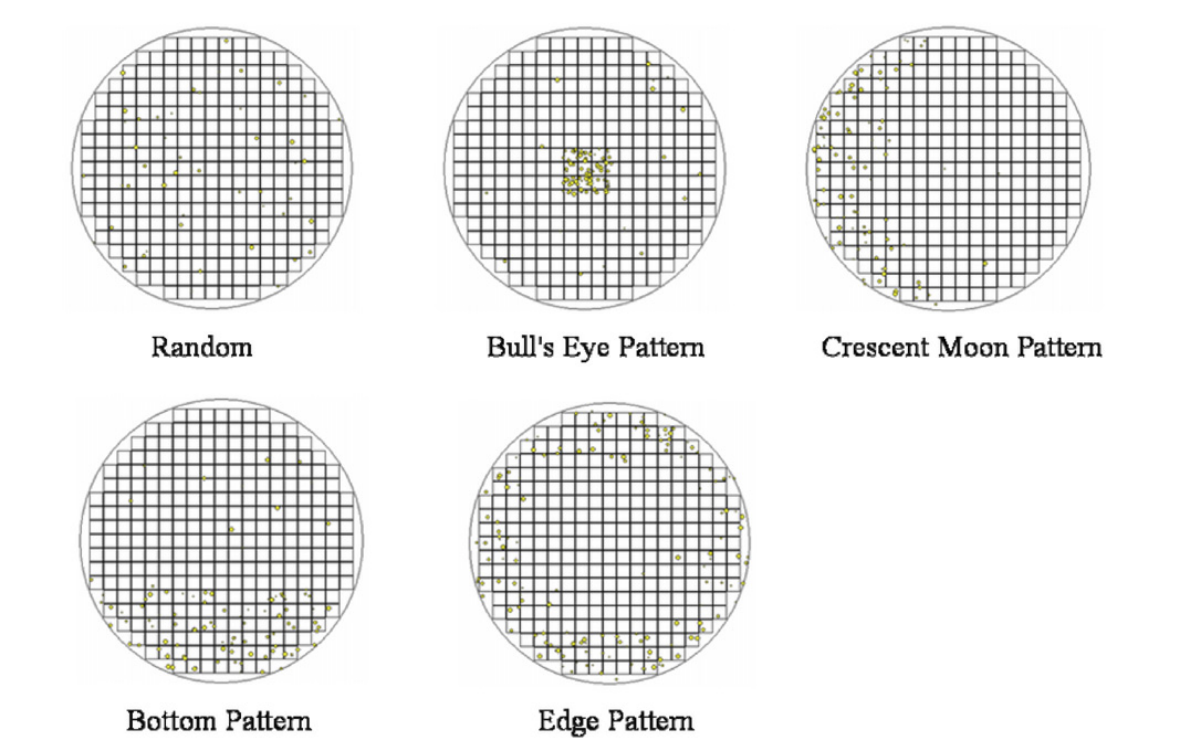 Random
Bull's Eye Pattern
Crescent Moon Pattern
Bottom Pattern
Edge Pattern